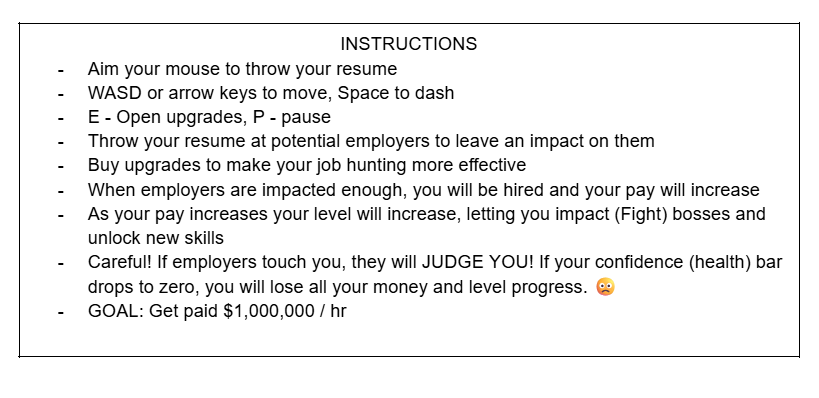 INSTRUCTIONS
- Aim your mouse to throw your resume
- WASD or arrow keys to move, Space to dash
- E - Open upgrades, P - pause
- Throw your resume at potential employers to leave an impact on them
- Buy upgrades to make your job hunting more effective
- When employers are impacted enough, you will be hired and your pay will increase
- As your pay increases your level will increase, letting you impact (Fight) bosses and
unlock new skills
- Careful! If employers touch you, they will JUDGE YOU! If your confidence (health) bar
drops to zero, you will lose all your money and level progress. 🙁
- GOAL: Get paid $1,000,000 / hr